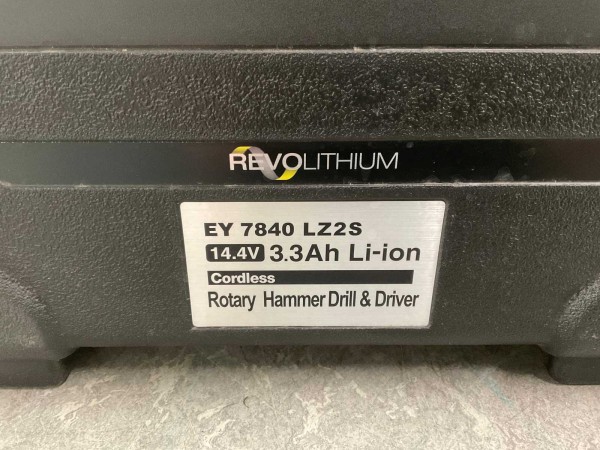 REVOLITHIUM
EY 7840 LZ2S
14.4V 3.3Ah Li-ion
Cordless
Rotary Hammer Drill & Driver